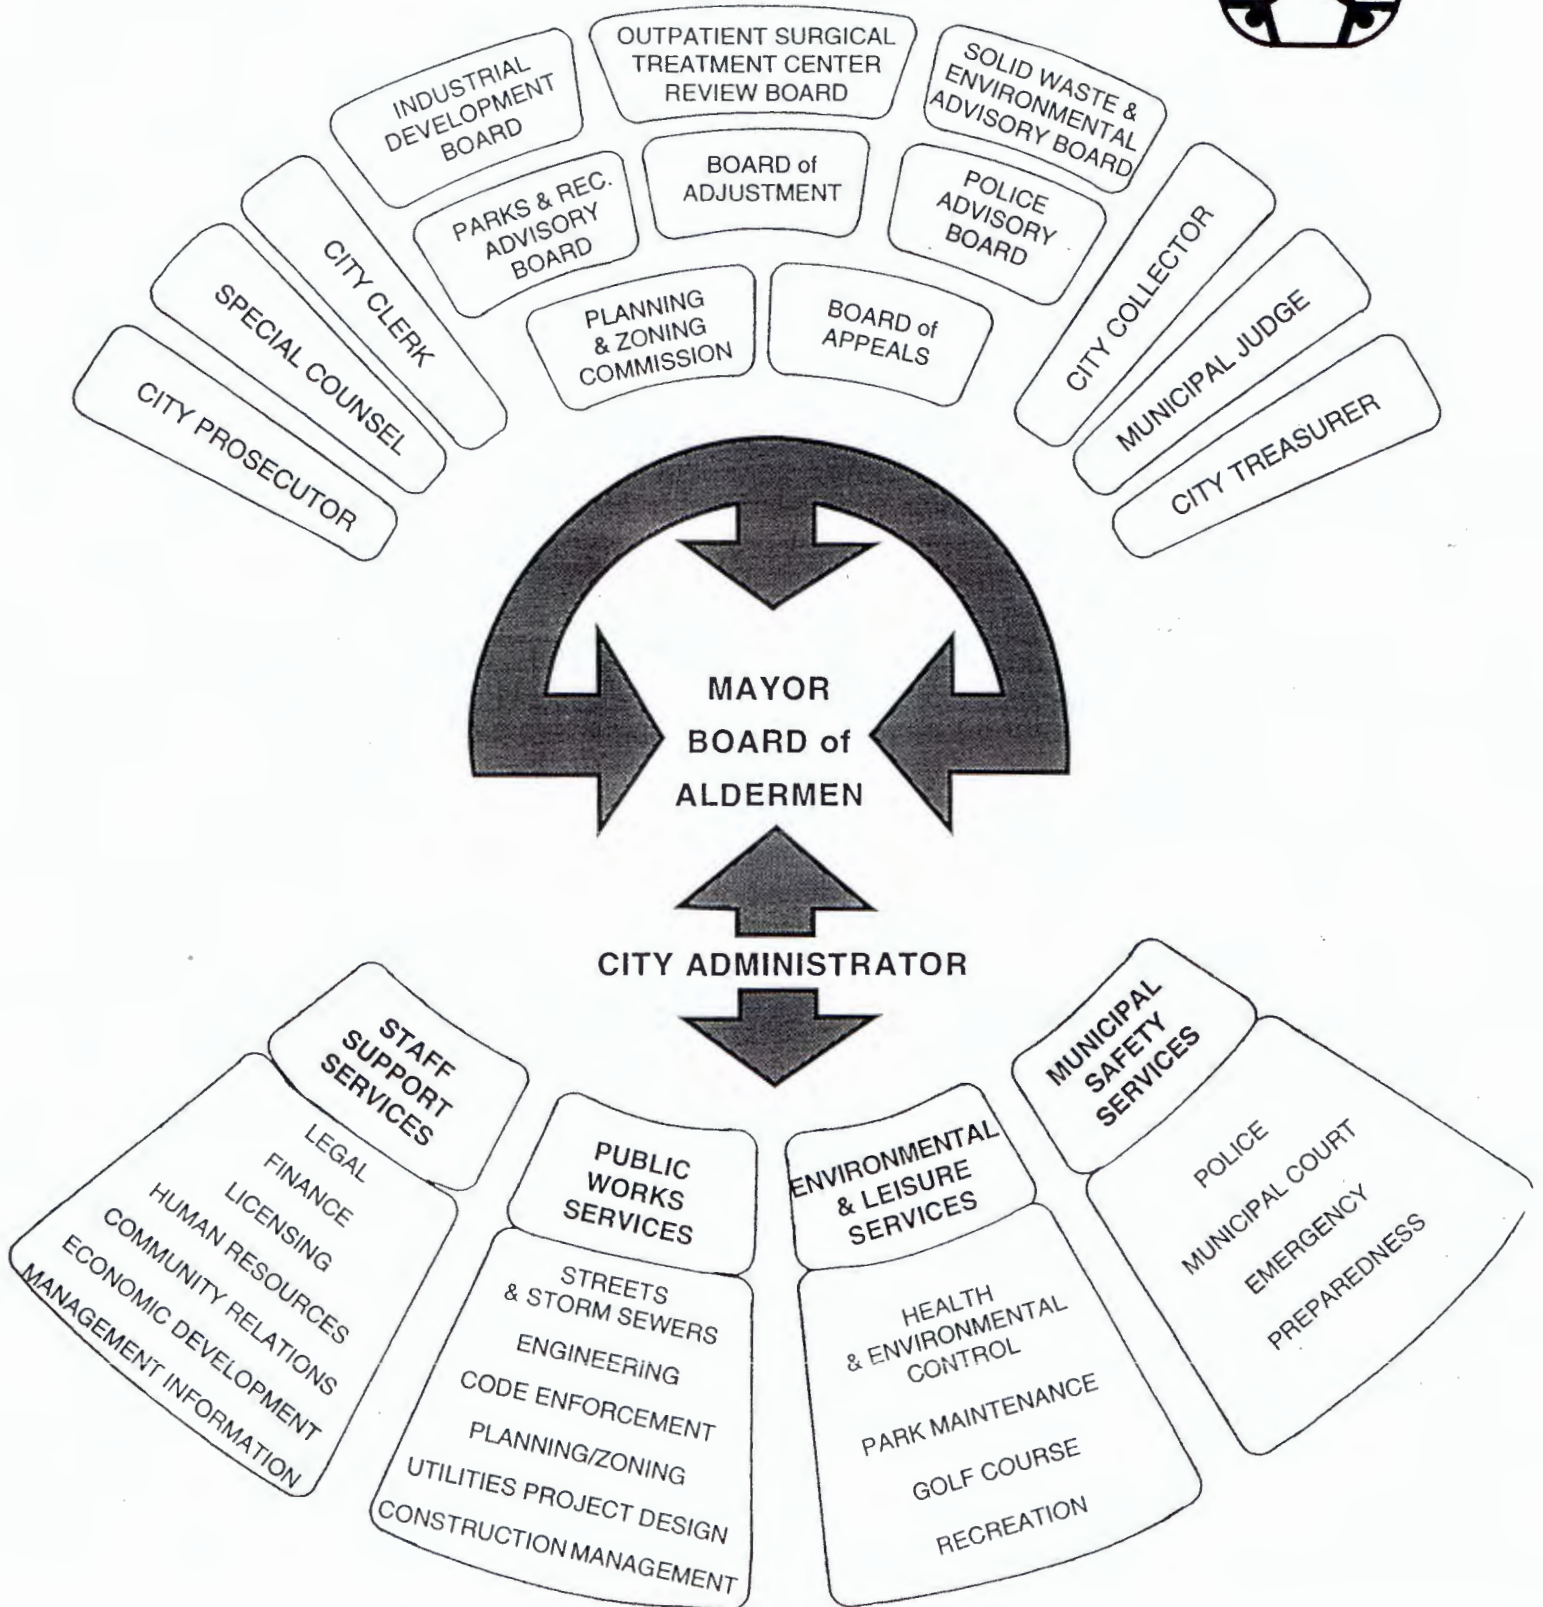 OUTPATIENT SURGICAL
TREATMENT CENTER
REVIEW BOARD
INDUSTRIAL
DEVELOPMENT
BOARD
SOLID WASTE &
ENVIRONMENTAL
ADVISORY BOARD
PARKS & REC.
ADVISORY
BOARD
BOARD of
ADJUSTMENT
POLICE
ADVISORY
BOARD
PLANNING
& ZONING
COMMISSION
BOARD of
APPEALS
CITY CLERK
SPECIAL COUNSEL
CITY PROSECUTOR
CITY COLLECTOR
MUNICIPAL JUDGE
CITY TREASURER
MAYOR
BOARD of
ALDERMEN
CITY ADMINISTRATOR
STAFF
SUPPORT
SERVICES
LEGAL
FINANCE
LICENSING
HUMAN RESOURCES
COMMUNITY RELATIONS
ECONOMIC DEVELOPMENT
MANAGEMENT INFORMATION
PUBLIC
WORKS
SERVICES
STREETS
& STORM SEWERS
ENGINEERING
CODE ENFORCEMENT
PLANNING/ZONING
UTILITIES PROJECT DESIGN
CONSTRUCTION MANAGEMENT
ENVIRONMENTAL
& LEISURE
SERVICES
HEALTH
& ENVIRONMENTAL
CONTROL
PARK MAINTENANCE
GOLF COURSE
RECREATION
MUNICIPAL
SAFETY
SERVICES
POLICE
MUNICIPAL COURT
EMERGENCY
PREPAREDNESS